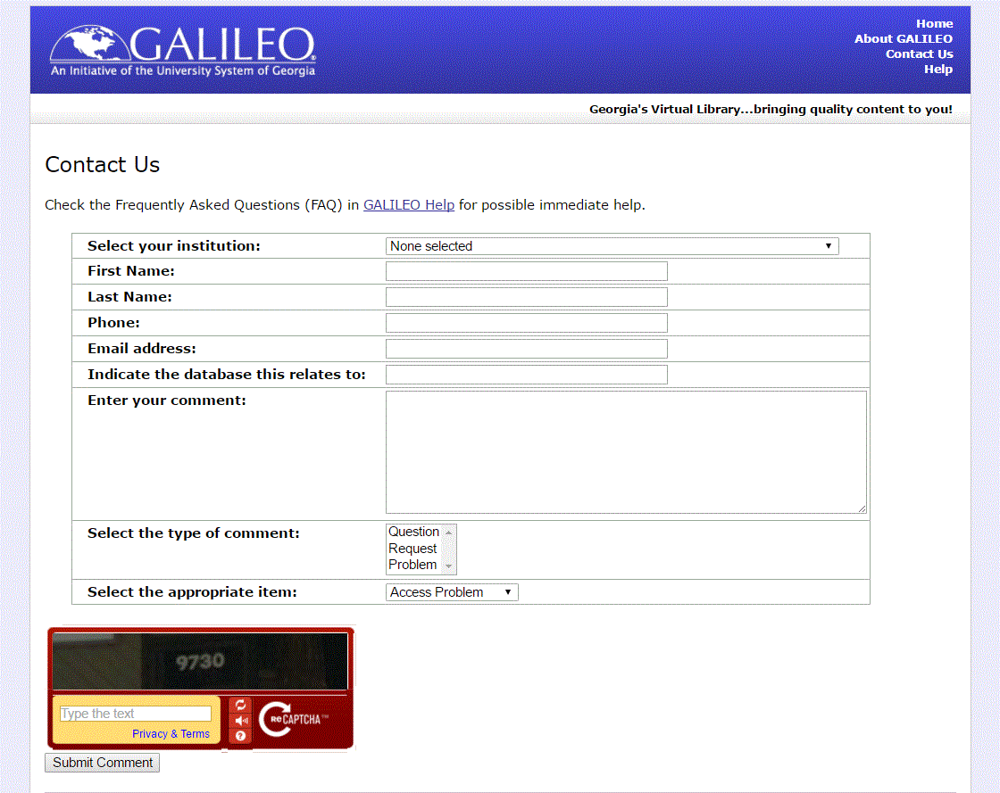 GALILEO®
An Initiative of the University System of Georgia
Home
About GALILEO
Contact Us
Help
Georgia's Virtual Library...bringing quality content to you!
Contact Us
Check the Frequently Asked Questions (FAQ) in GALILEO Help for possible immediate help.
Select your institution: None selected
First Name:
Last Name:
Phone:
Email address:
Indicate the database this relates to:
Enter your comment:
Select the type of comment: Question
Request
Problem
Select the appropriate item: Access Problem
9730
Type the text
Privacy & Terms
reCAPTCHA™
Submit Comment